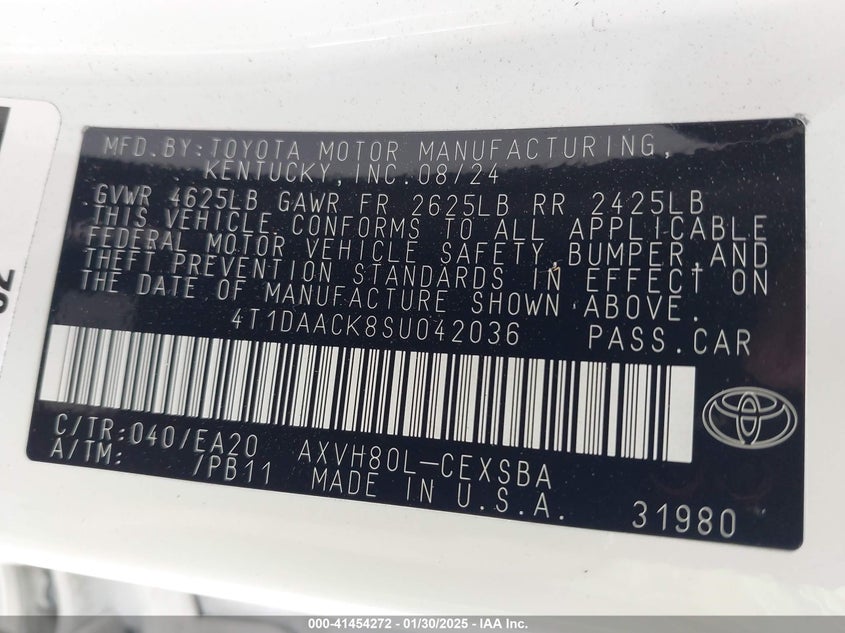 MFD.BY:TOYOTA MOTOR MANUFACTURING,
KENTUCKY,INC.08/24
GVWR 4625LB GAWR FR 2625LB RR 2425LB
THIS VEHICLE CONFORMS TO ALL APPLICABLE
FEDERAL MOTOR VEHICLE SAFETY,BUMPER,AND
THEFT PREVENTION STANDARDS IN EFFECT ON
THE DATE OF MANUFACTURE SHOWN ABOVE.
4T1DAACK8SU042036 PASS.CAR
C/TR:040/EA20 AXVH80L-CEXSBA
A/TM: /PB11 MADE IN U.S.A.
31980
000-41454272 - 01/30/2025 - IAA Inc.